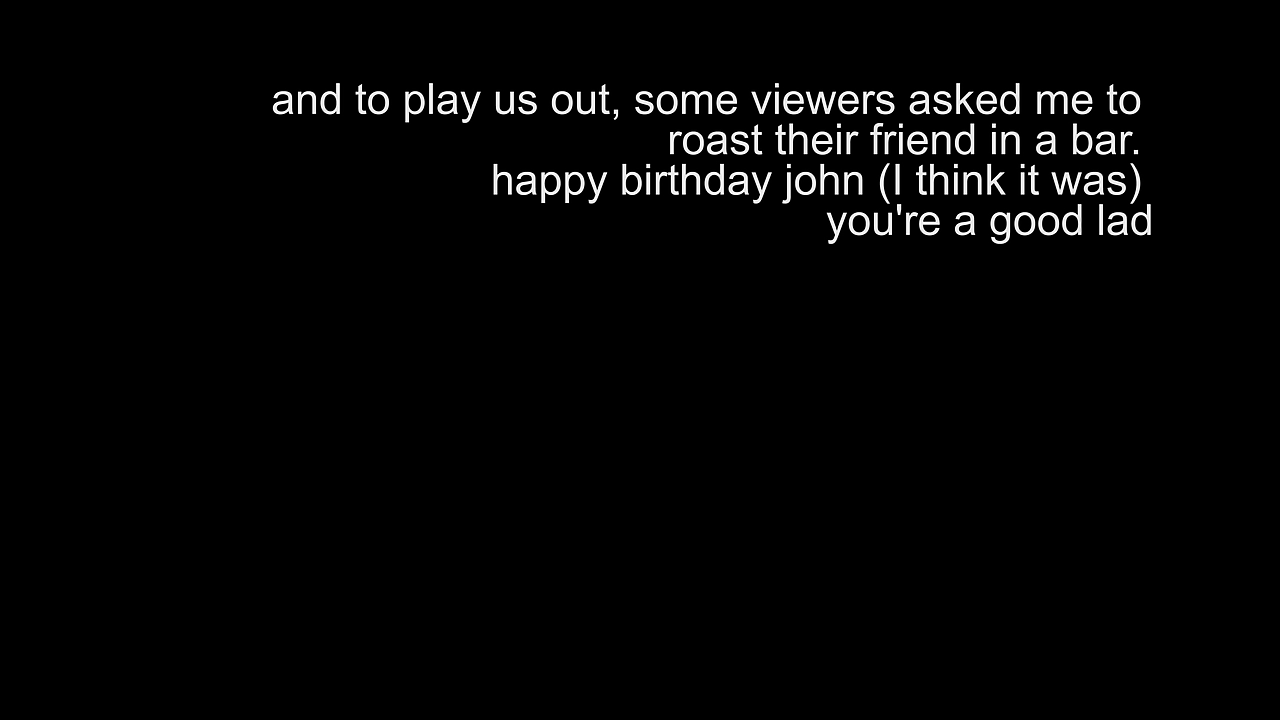 and to play us out, some viewers asked me to
roast their friend in a bar.
happy birthday john (I think it was)
you're a good lad